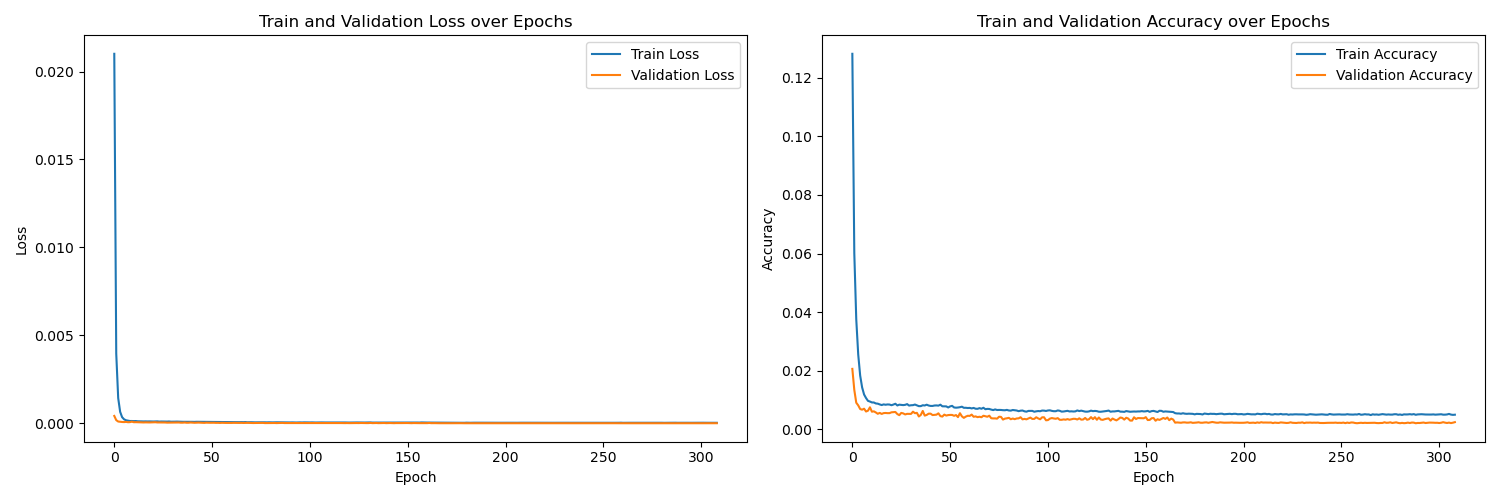 Train and Validation Loss over Epochs
Train Loss
Validation Loss
0.020
0.015
0.010
0.005
0.000
Loss
0
50
100
150
200
250
300
Epoch
Train and Validation Accuracy over Epochs
Train Accuracy
Validation Accuracy
0.12
0.10
0.08
0.06
0.04
0.02
0.00
Accuracy
0
50
100
150
200
250
300
Epoch